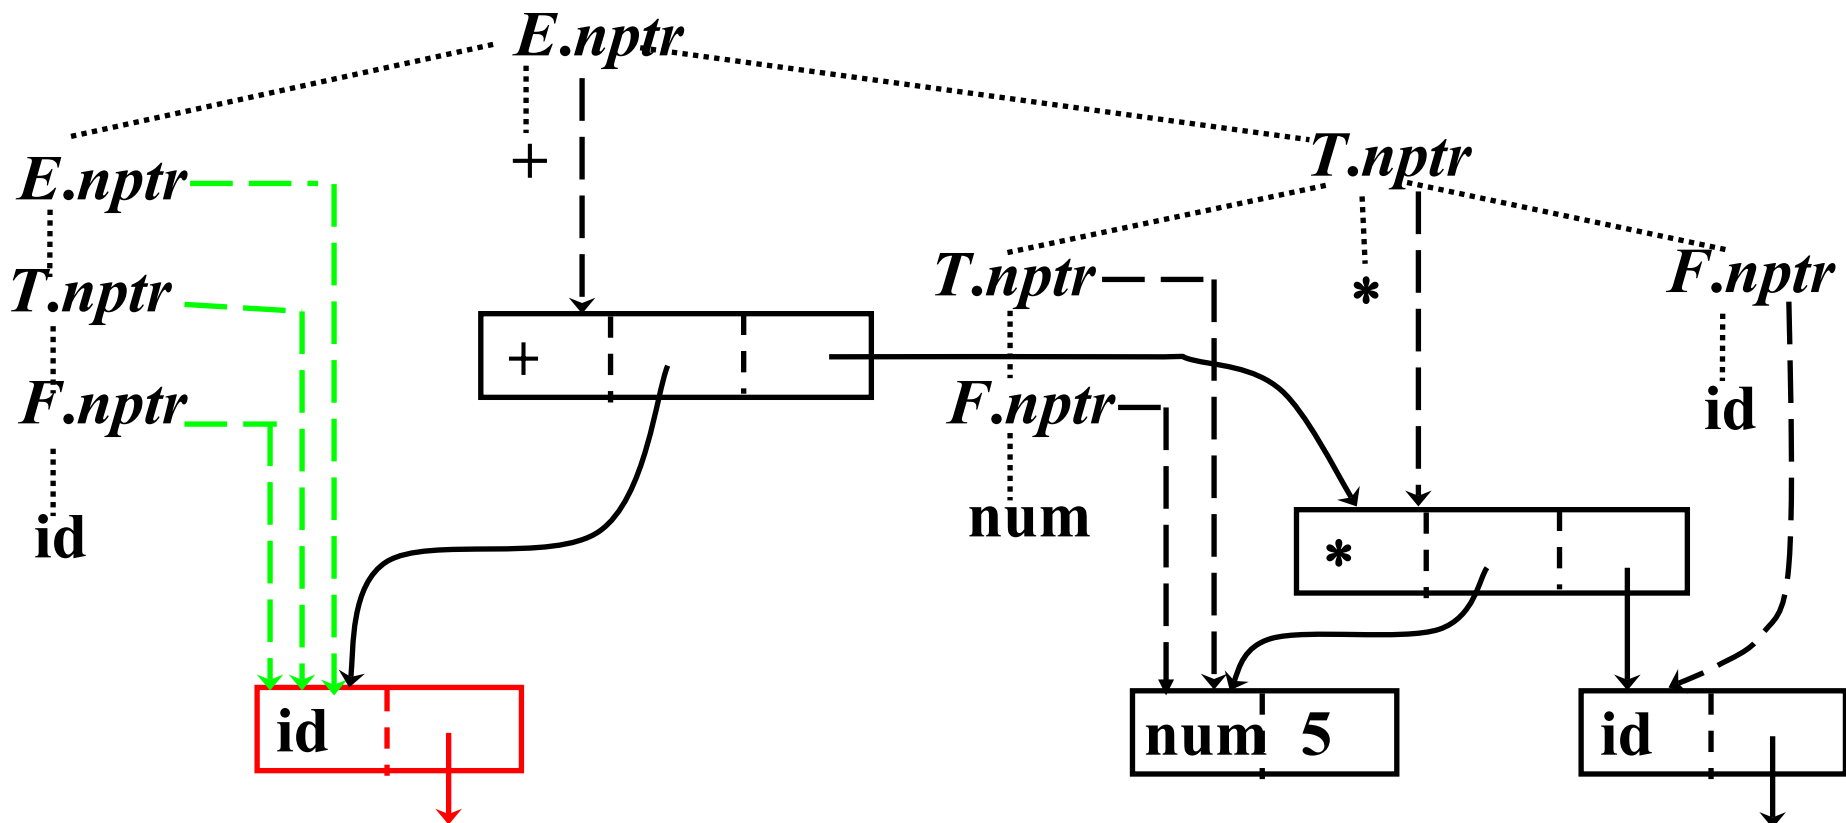 E.nptr
+
T.nptr
E.nptr
T.nptr
*
F.nptr
T.nptr
+
F.nptr
F.nptr
id
num
id
*
id
num 5
id